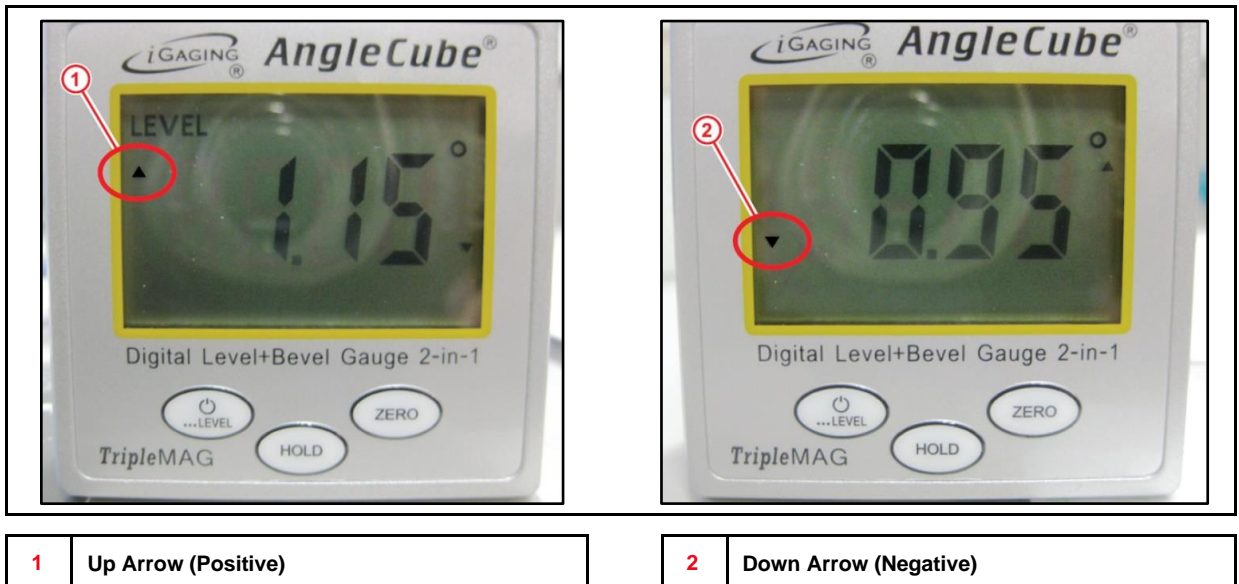 iGAGING® AngleCube®
1
LEVEL
1.15°
Digital Level+Bevel Gauge 2-in-1
...LEVEL
ZERO
HOLD
TripleMAG
iGAGING® AngleCube®
2
0.95°
Digital Level+Bevel Gauge 2-in-1
...LEVEL
ZERO
HOLD
TripleMAG
1 Up Arrow (Positive)
2 Down Arrow (Negative)